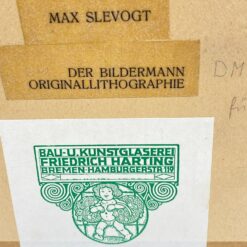 MAX SLEVOGT
DER BILDERMANN
ORIGINALLITHOGRAPHIE
DM
BAU-U.KUNSTGLASEREI
FRIEDRICH HARTING
BREMEN·HAMBURGERSTR.119